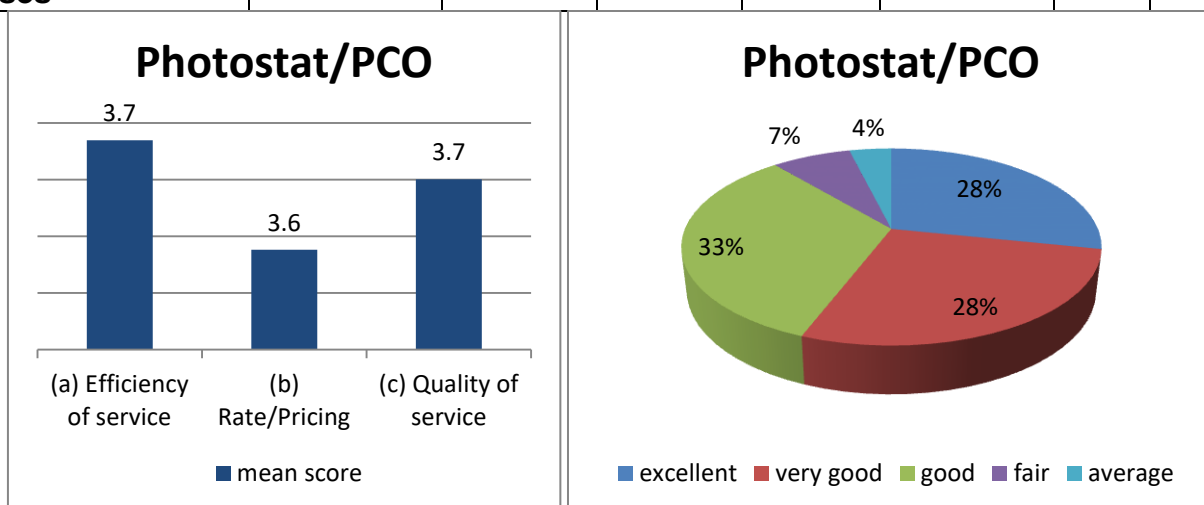 Photostat/PCO
3.7
3.6
3.7
(a) Efficiency
of service
(b)
Rate/Pricing
(c) Quality of
service
mean score
Photostat/PCO
28%
28%
33%
7%
4%
excellent
very good
good
fair
average